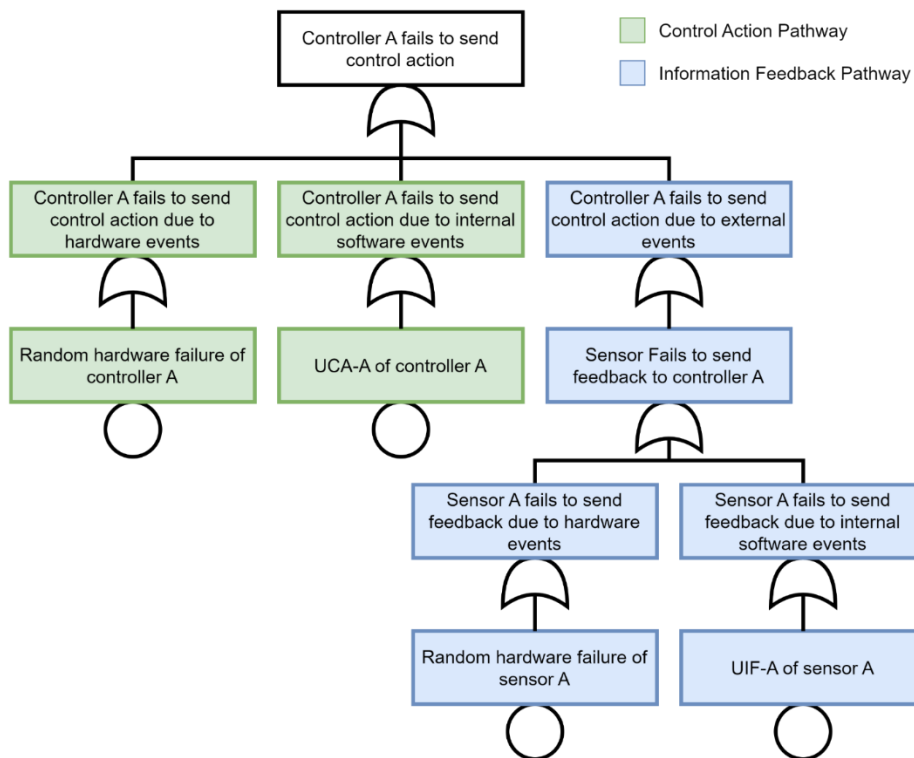 Controller A fails to send
control action
Control Action Pathway
Information Feedback Pathway
Controller A fails to send
control action due to
hardware events
Controller A fails to send
control action due to internal
software events
Controller A fails to send
control action due to external
events
Random hardware failure of
controller A
UCA-A of controller A
Sensor Fails to send
feedback to controller A
Sensor A fails to send
feedback due to hardware
events
Sensor A fails to send
feedback due to internal
software events
Random hardware failure of
sensor A
UIF-A of sensor A